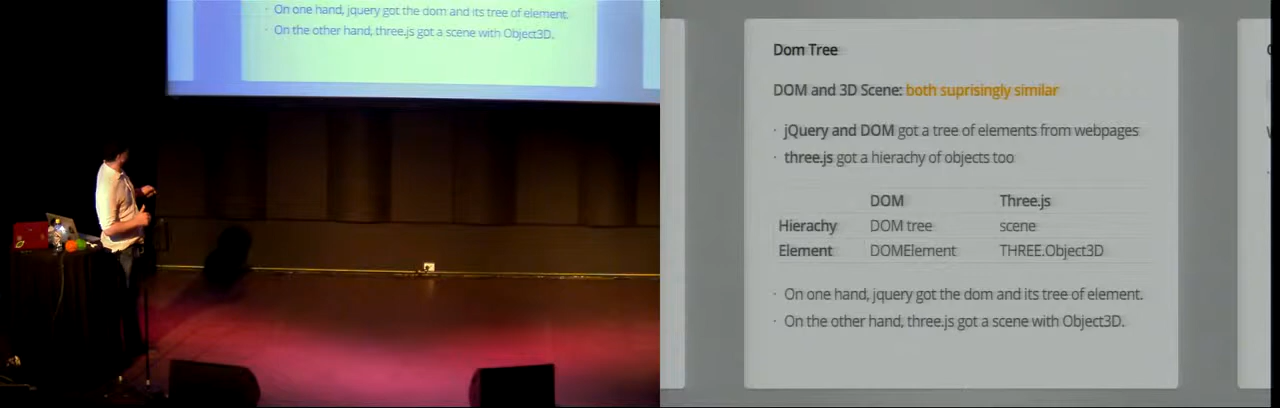 · On one hand, jquery got the dom and its tree of element.
· On the other hand, three.js got a scene with Object3D.
Dom Tree
DOM and 3D Scene: both suprisingly similar
· jQuery and DOM got a tree of elements from webpages
· three.js got a hierachy of objects too
DOM Three.js
Hierachy DOM tree scene
Element DOMElement THREE.Object3D
· On one hand, jquery got the dom and its tree of element.
· On the other hand, three.js got a scene with Object3D.